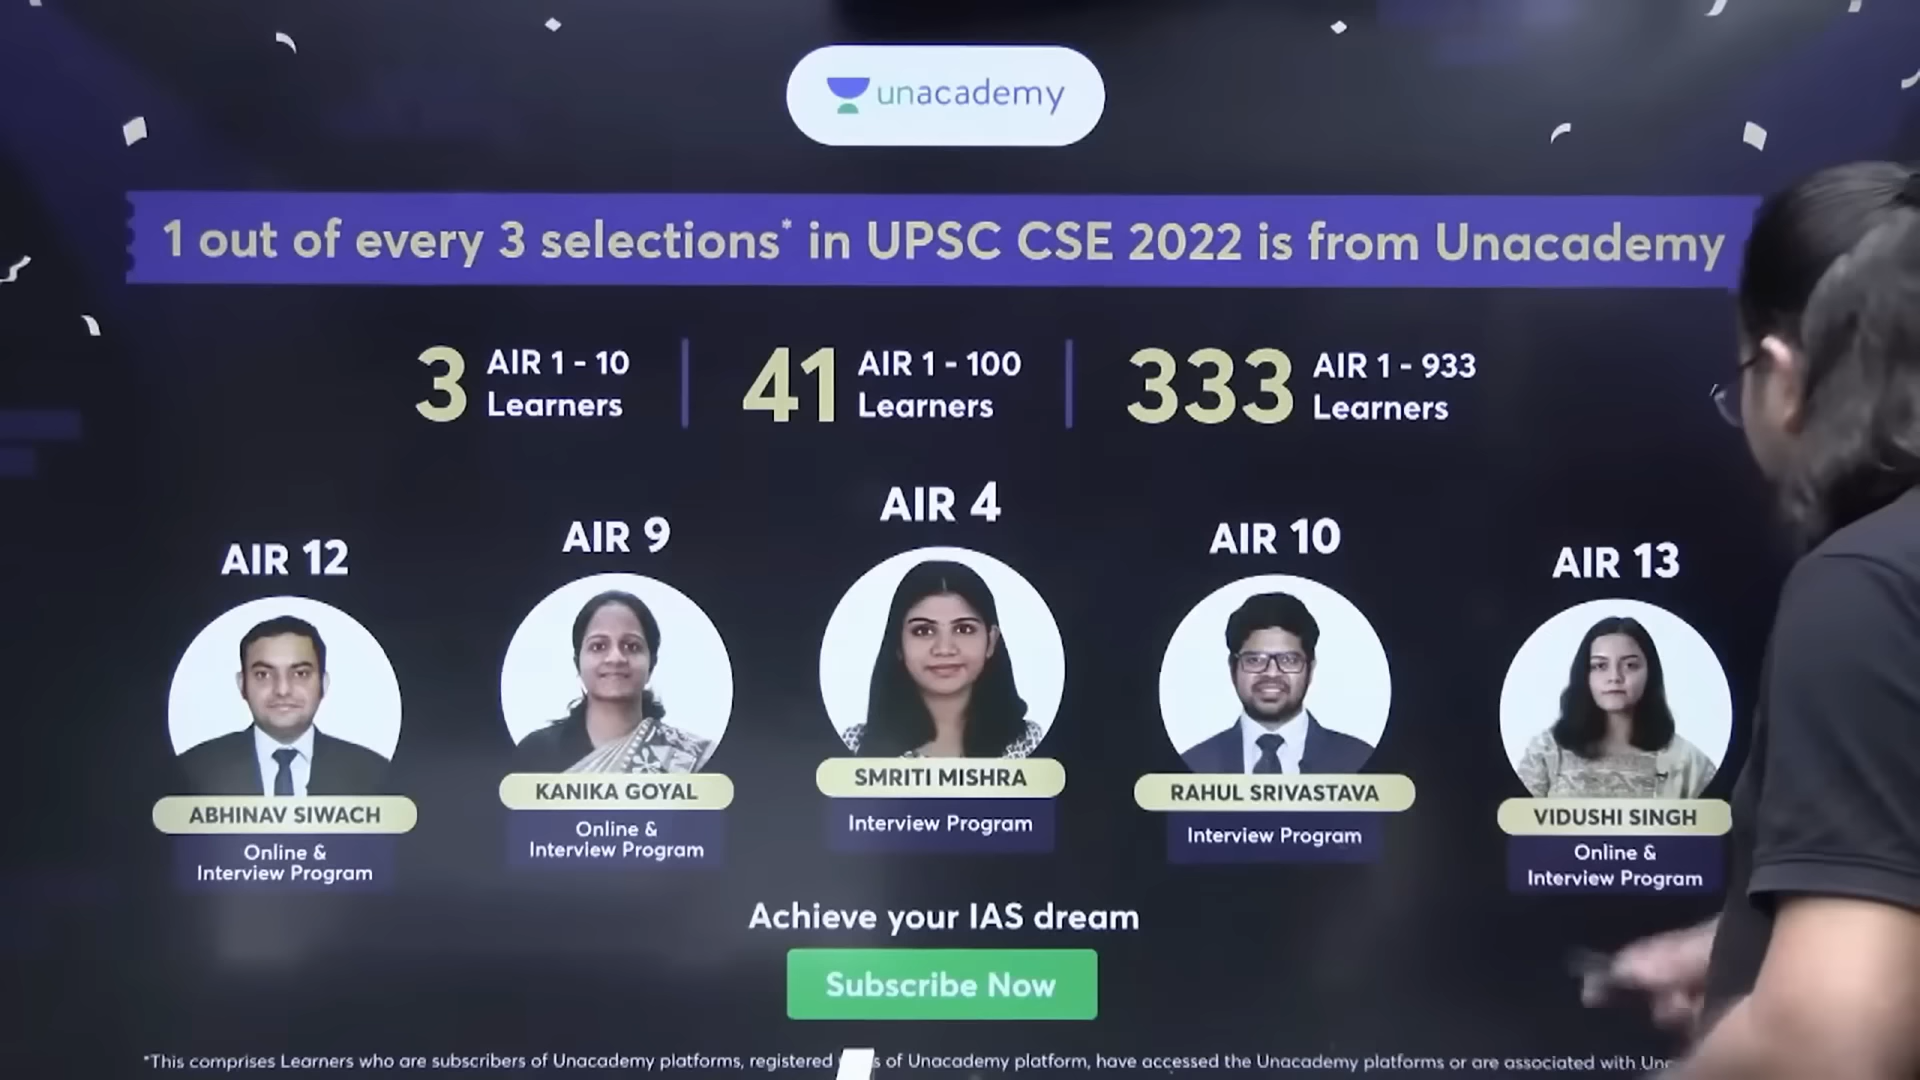 unacademy
1 out of every 3 selections* in UPSC CSE 2022 is from Unacademy
3 AIR 1 - 10 Learners
41 AIR 1 - 100 Learners
333 AIR 1 - 933 Learners
AIR 12
ABHINAV SIWACH
Online &
Interview Program
AIR 9
KANIKA GOYAL
Online &
Interview Program
AIR 4
SMRITI MISHRA
Interview Program
AIR 10
RAHUL SRIVASTAVA
Interview Program
AIR 13
VIDUSHI SINGH
Online &
Interview Program
Achieve your IAS dream
Subscribe Now
*This comprises Learners who are subscribers of Unacademy platforms, registered of Unacademy platform, have accessed the Unacademy platforms or are associated with